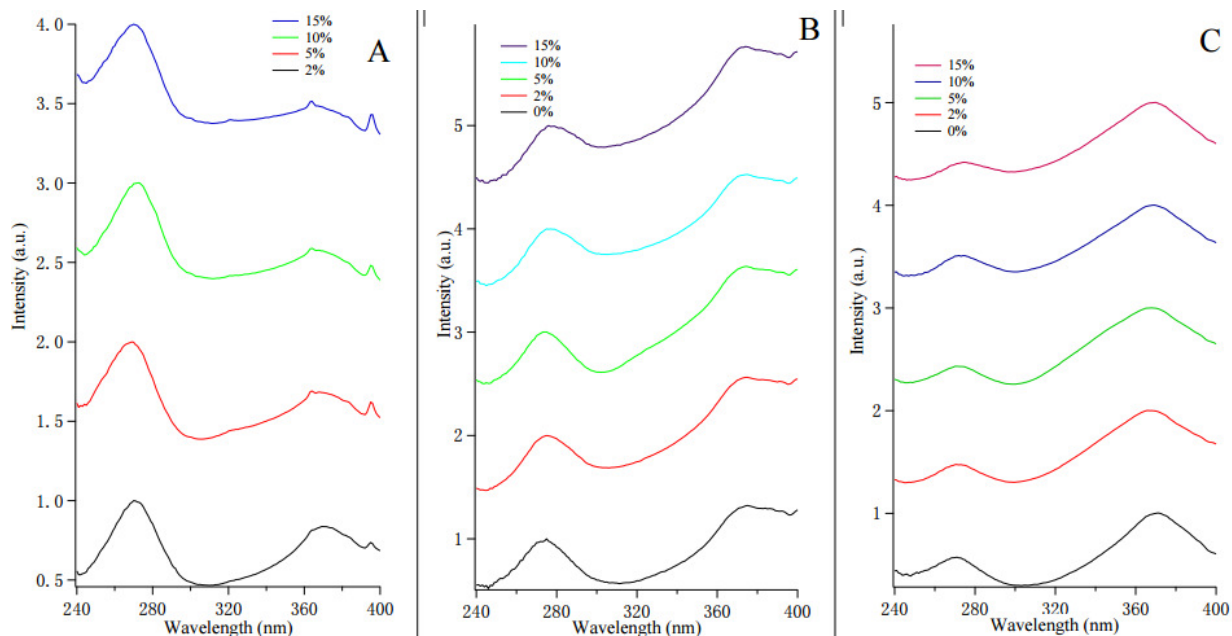 A
15%
10%
5%
2%
4.0
3.5
3.0
2.5
2.0
1.5
1.0
0.5
Intensity (a.u.)
240 280 320 360 400
Wavelength (nm)
B
15%
10%
5%
2%
0%
5
4
3
2
1
Intensity (a.u.)
240 280 320 360 400
Wavelength (nm)
C
15%
10%
5%
2%
0%
5
4
3
2
1
Intensity (a.u.)
240 280 320 360 400
Wavelength (nm)